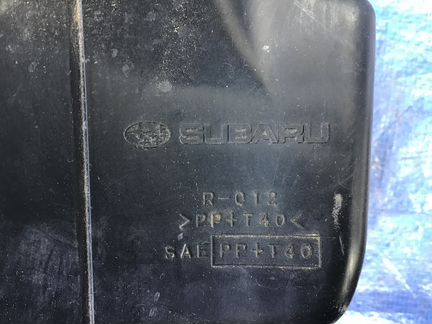 SUBARU
R-012
>PP+T40<
SAE PP+T40